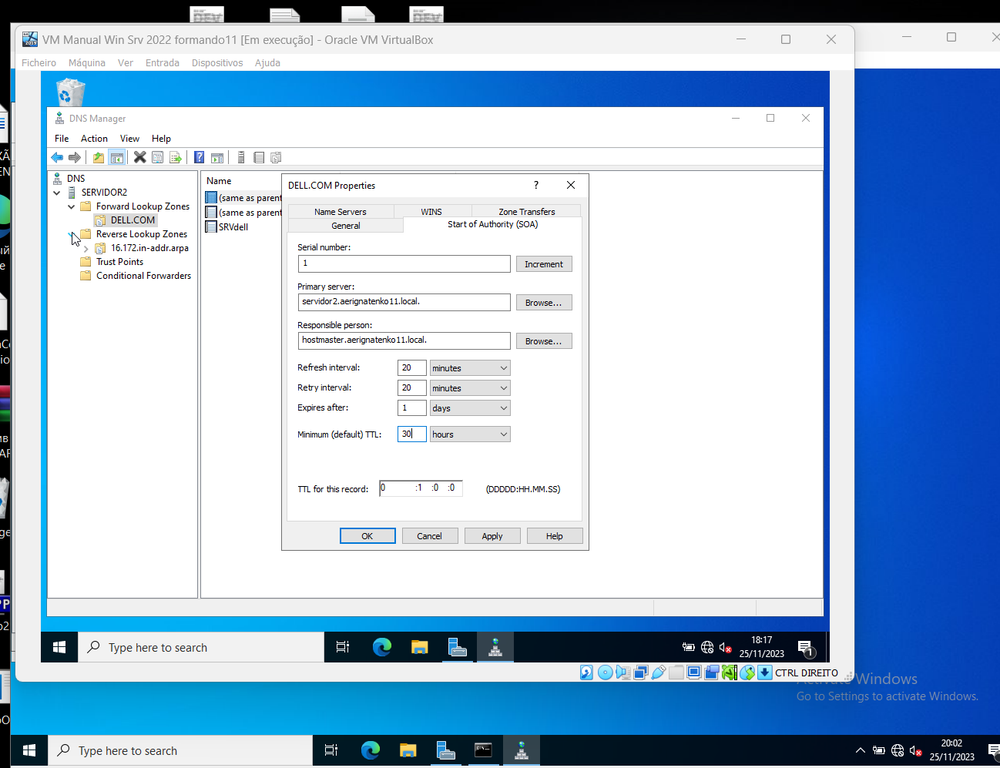 VM Manual Win Srv 2022 formando11 [Em execução] - Oracle VM VirtualBox
Ficheiro Máquina Ver Entrada Dispositivos Ajuda
DNS Manager
File Action View Help
DNS
SERVIDOR2
Forward Lookup Zones
DELL.COM
Reverse Lookup Zones
16.172.in-addr.arpa
Trust Points
Conditional Forwarders
Name
(same as parent
(same as parent
SRVdell
DELL.COM Properties
Name Servers WINS Zone Transfers
General Start of Authority (SOA)
Serial number:
1 Increment
Primary server:
servidor2.aerignatenko11.local. Browse...
Responsible person:
hostmaster.aerignatenko11.local. Browse...
Refresh interval: 20 minutes
Retry interval: 20 minutes
Expires after: 1 days
Minimum (default) TTL: 30 hours
TTL for this record: 0 :1 :0 :0 (DDDDD:HH.MM.SS)
OK Cancel Apply Help
Type here to search
18:17
25/11/2023
1
CTRL DIREITO
Activate Windows
Go to Settings to activate Windows.
Type here to search
20:02
25/11/2023